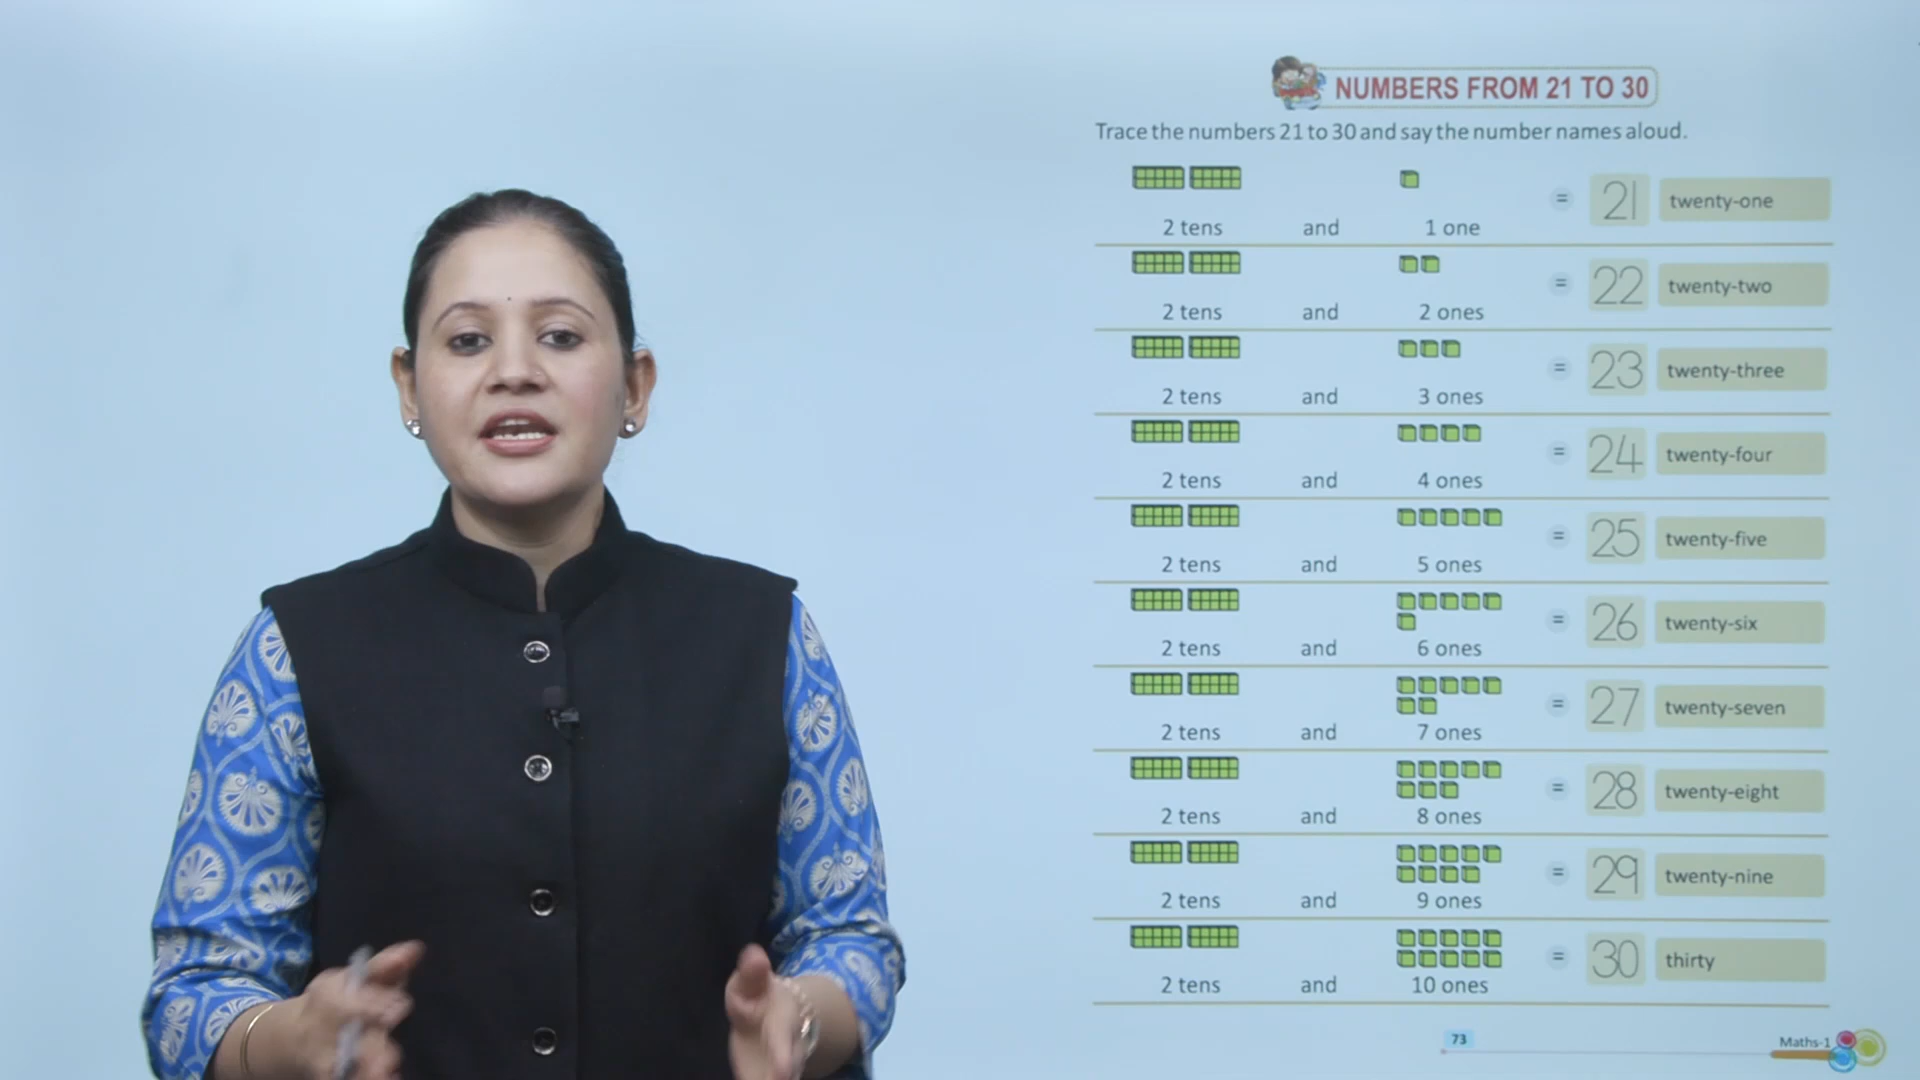 NUMBERS FROM 21 TO 30
Trace the numbers 21 to 30 and say the number names aloud.
= 21 twenty-one
2 tens and 1 one
= 22 twenty-two
2 tens and 2 ones
= 23 twenty-three
2 tens and 3 ones
= 24 twenty-four
2 tens and 4 ones
= 25 twenty-five
2 tens and 5 ones
= 26 twenty-six
2 tens and 6 ones
= 27 twenty-seven
2 tens and 7 ones
= 28 twenty-eight
2 tens and 8 ones
= 29 twenty-nine
2 tens and 9 ones
= 30 thirty
2 tens and 10 ones
73
Maths-1